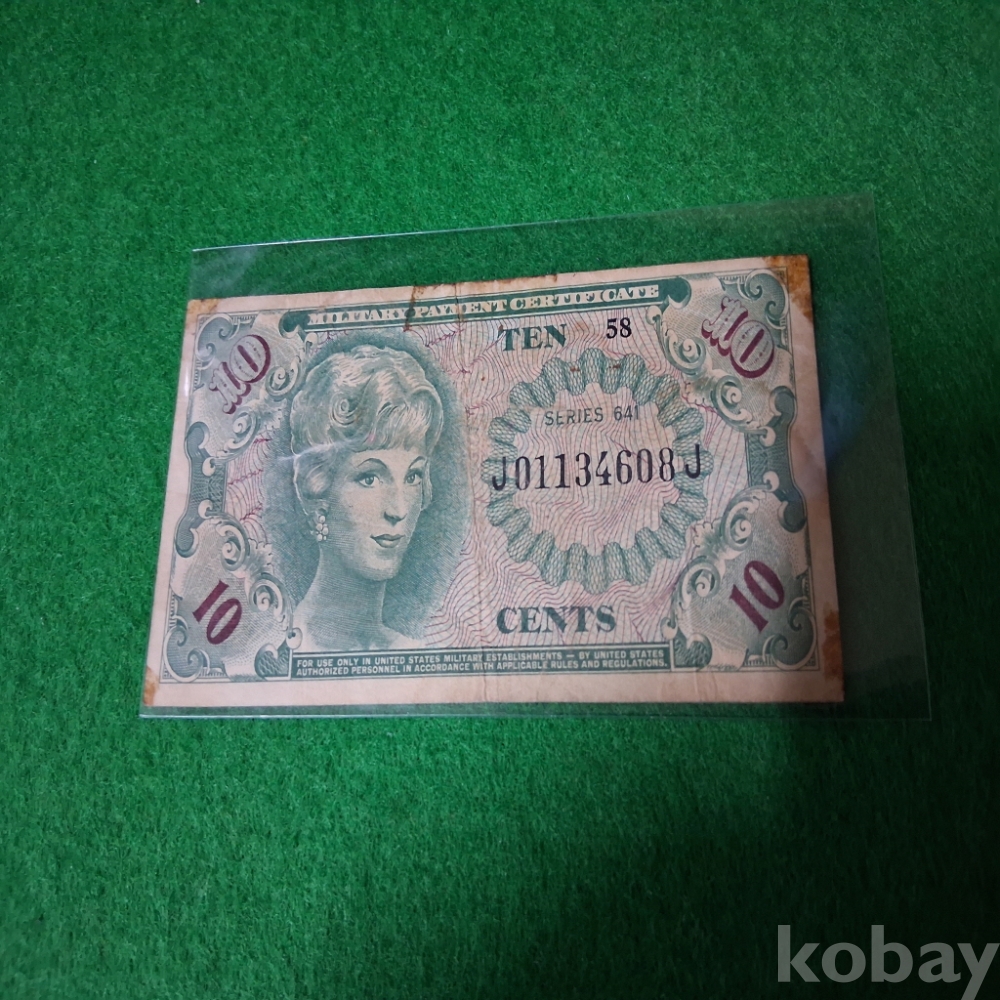 MILITARY PAYMENT CERTIFICATE
10
TEN 58
10
SERIES 641
J01134608J
10
CENTS
10
FOR USE ONLY IN UNITED STATES MILITARY ESTABLISHMENTS — BY UNITED STATES
AUTHORIZED PERSONNEL IN ACCORDANCE WITH APPLICABLE RULES AND REGULATIONS.
kobay